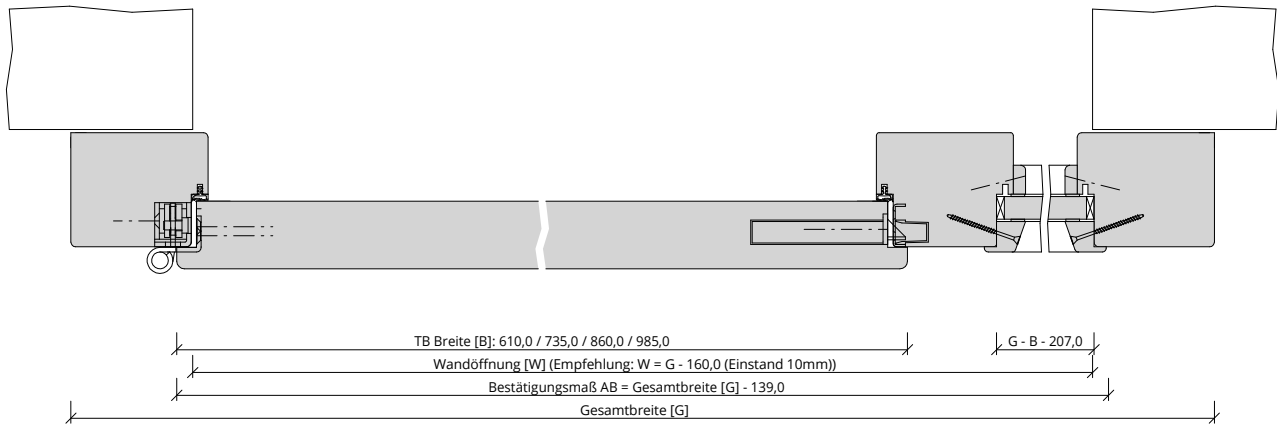 TB Breite [B]: 610,0 / 735,0 / 860,0 / 985,0
G - B - 207,0
Wandöffnung [W] (Empfehlung: W = G - 160,0 (Einstand 10mm))
Bestätigungsmaß AB = Gesamtbreite [G] - 139,0
Gesamtbreite [G]